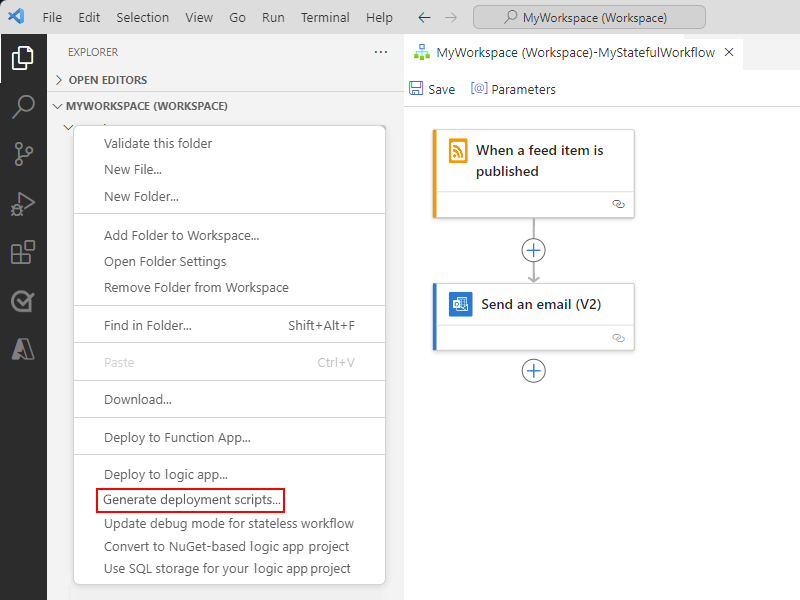 File Edit Selection View Go Run Terminal Help MyWorkspace (Workspace)
EXPLORER
MyWorkspace (Workspace)-MyStatefulWorkflow
OPEN EDITORS
Save Parameters
MYWORKSPACE (WORKSPACE)
Validate this folder
New File...
New Folder...
Add Folder to Workspace...
Open Folder Settings
Remove Folder from Workspace
Find in Folder... Shift+Alt+F
Paste Ctrl+V
Download...
Deploy to Function App...
Deploy to logic app...
Generate deployment scripts...
Update debug mode for stateless workflow
Convert to NuGet-based logic app project
Use SQL storage for your logic app project
When a feed item is
published
Send an email (V2)